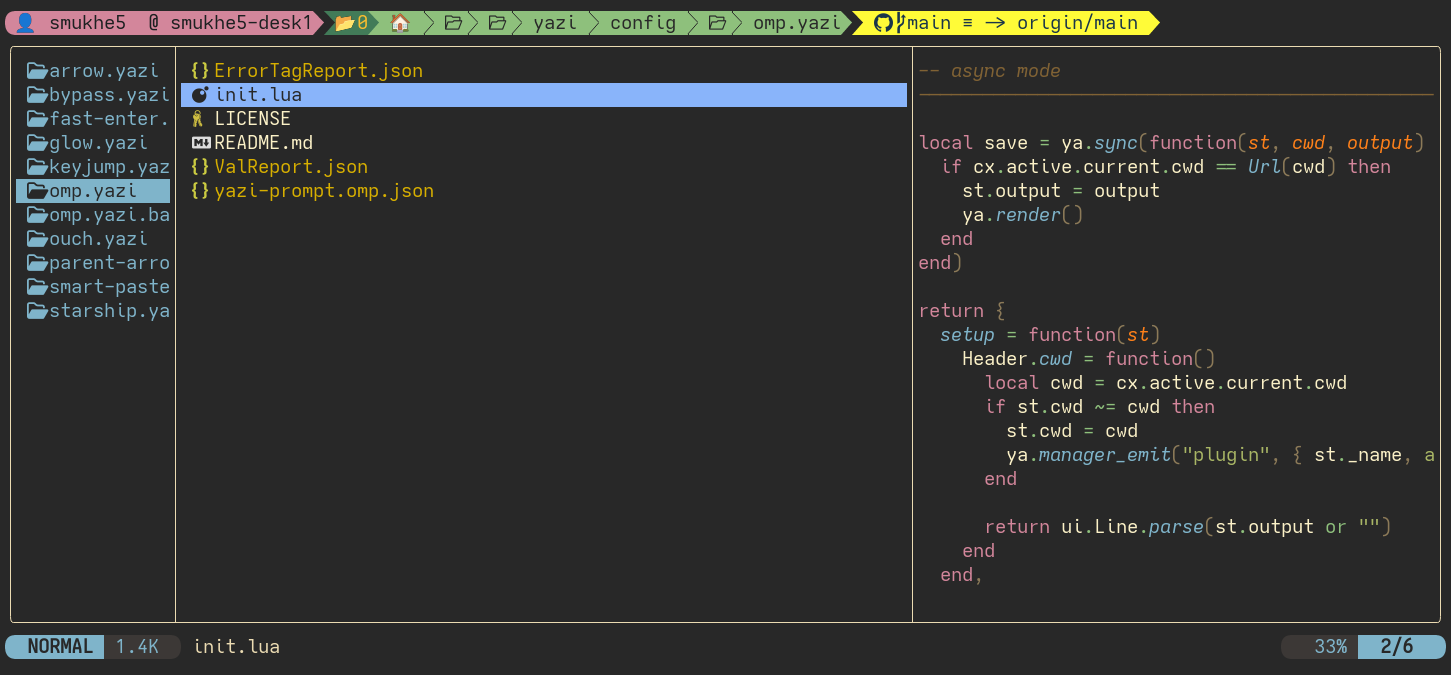 smukhe5 @ smukhe5-desk1 0 yazi config omp.yazi main ≡ -> origin/main
arrow.yazi
bypass.yazi
fast-enter.
glow.yazi
keyjump.yaz
omp.yazi
omp.yazi.ba
ouch.yazi
parent-arro
smart-paste
starship.ya
{} ErrorTagReport.json
init.lua
LICENSE
README.md
{} ValReport.json
{} yazi-prompt.omp.json
-- async mode
local save = ya.sync(function(st, cwd, output)
  if cx.active.current.cwd == Url(cwd) then
    st.output = output
    ya.render()
  end
end)
return {
  setup = function(st)
    Header.cwd = function()
      local cwd = cx.active.current.cwd
      if st.cwd ~= cwd then
        st.cwd = cwd
        ya.manager_emit("plugin", { st._name, a
      end
      return ui.Line.parse(st.output or "")
    end
  end,
NORMAL 1.4K init.lua 33% 2/6